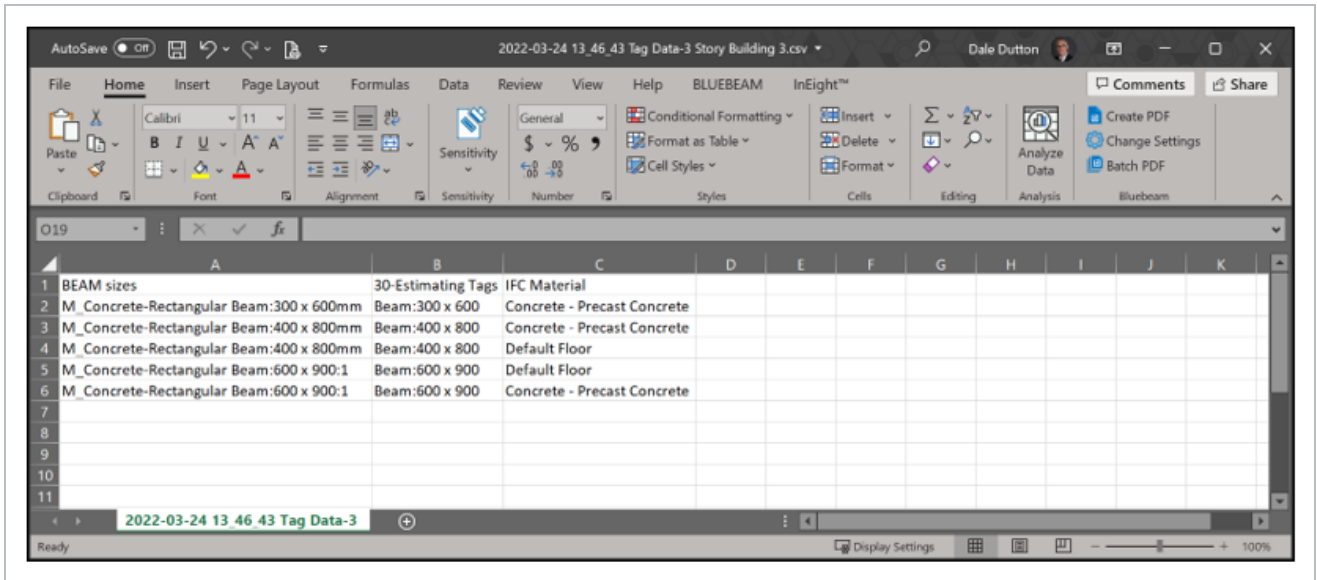 AutoSave Off 2022-03-24 13_46_43 Tag Data-3 Story Building 3.csv Dale Dutton
File Home Insert Page Layout Formulas Data Review View Help BLUEBEAM InEight™ Comments Share
Paste Calibri 11 B I U A A ab General $ % 9 Sensitivity Conditional Formatting Format as Table Cell Styles Insert Delete Format Analyze Data Create PDF Change Settings Batch PDF
Clipboard Font Alignment Sensitivity Number Styles Cells Editing Analysis Bluebeam
O19 fx
A B C D E F G H I J K
1 BEAM sizes 30-Estimating Tags IFC Material
2 M_Concrete-Rectangular Beam:300 x 600mm Beam:300 x 600 Concrete - Precast Concrete
3 M_Concrete-Rectangular Beam:400 x 800mm Beam:400 x 800 Concrete - Precast Concrete
4 M_Concrete-Rectangular Beam:400 x 800mm Beam:400 x 800 Default Floor
5 M_Concrete-Rectangular Beam:600 x 900:1 Beam:600 x 900 Default Floor
6 M_Concrete-Rectangular Beam:600 x 900:1 Beam:600 x 900 Concrete - Precast Concrete
7
8
9
10
11
2022-03-24 13_46_43 Tag Data-3
Ready Display Settings 100%